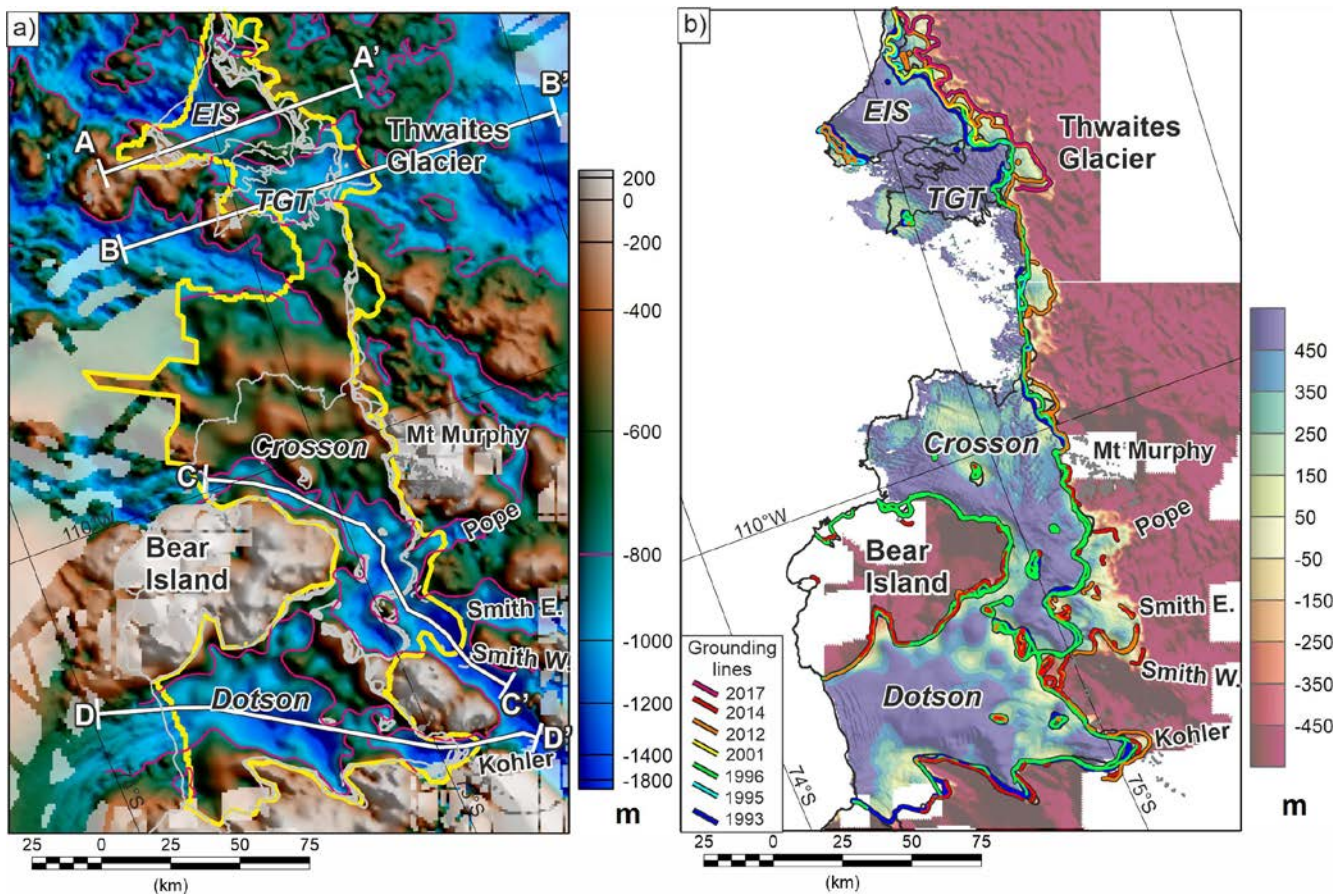 a)
A'
B'
EIS
A
Thwaites
Glacier
TGT
B
Crosson
Mt Murphy
C
110°W
Pope
Bear
Island
Smith E.
Smith W.
C'
Dotson
D
D'
Kohler
75°S
200
0
-200
-400
-600
-800
-1000
-1200
-1400
-1800
m
25 0 25 50 75
(km)
b)
EIS
Thwaites
Glacier
TGT
Crosson
Mt Murphy
110°W
Pope
Bear
Island
Smith E.
Smith W.
Dotson
Kohler
74°S
75°S
Grounding
lines
2017
2014
2012
2001
1996
1995
1993
450
350
250
150
50
-50
-150
-250
-350
-450
m
25 0 25 50 75
(km)